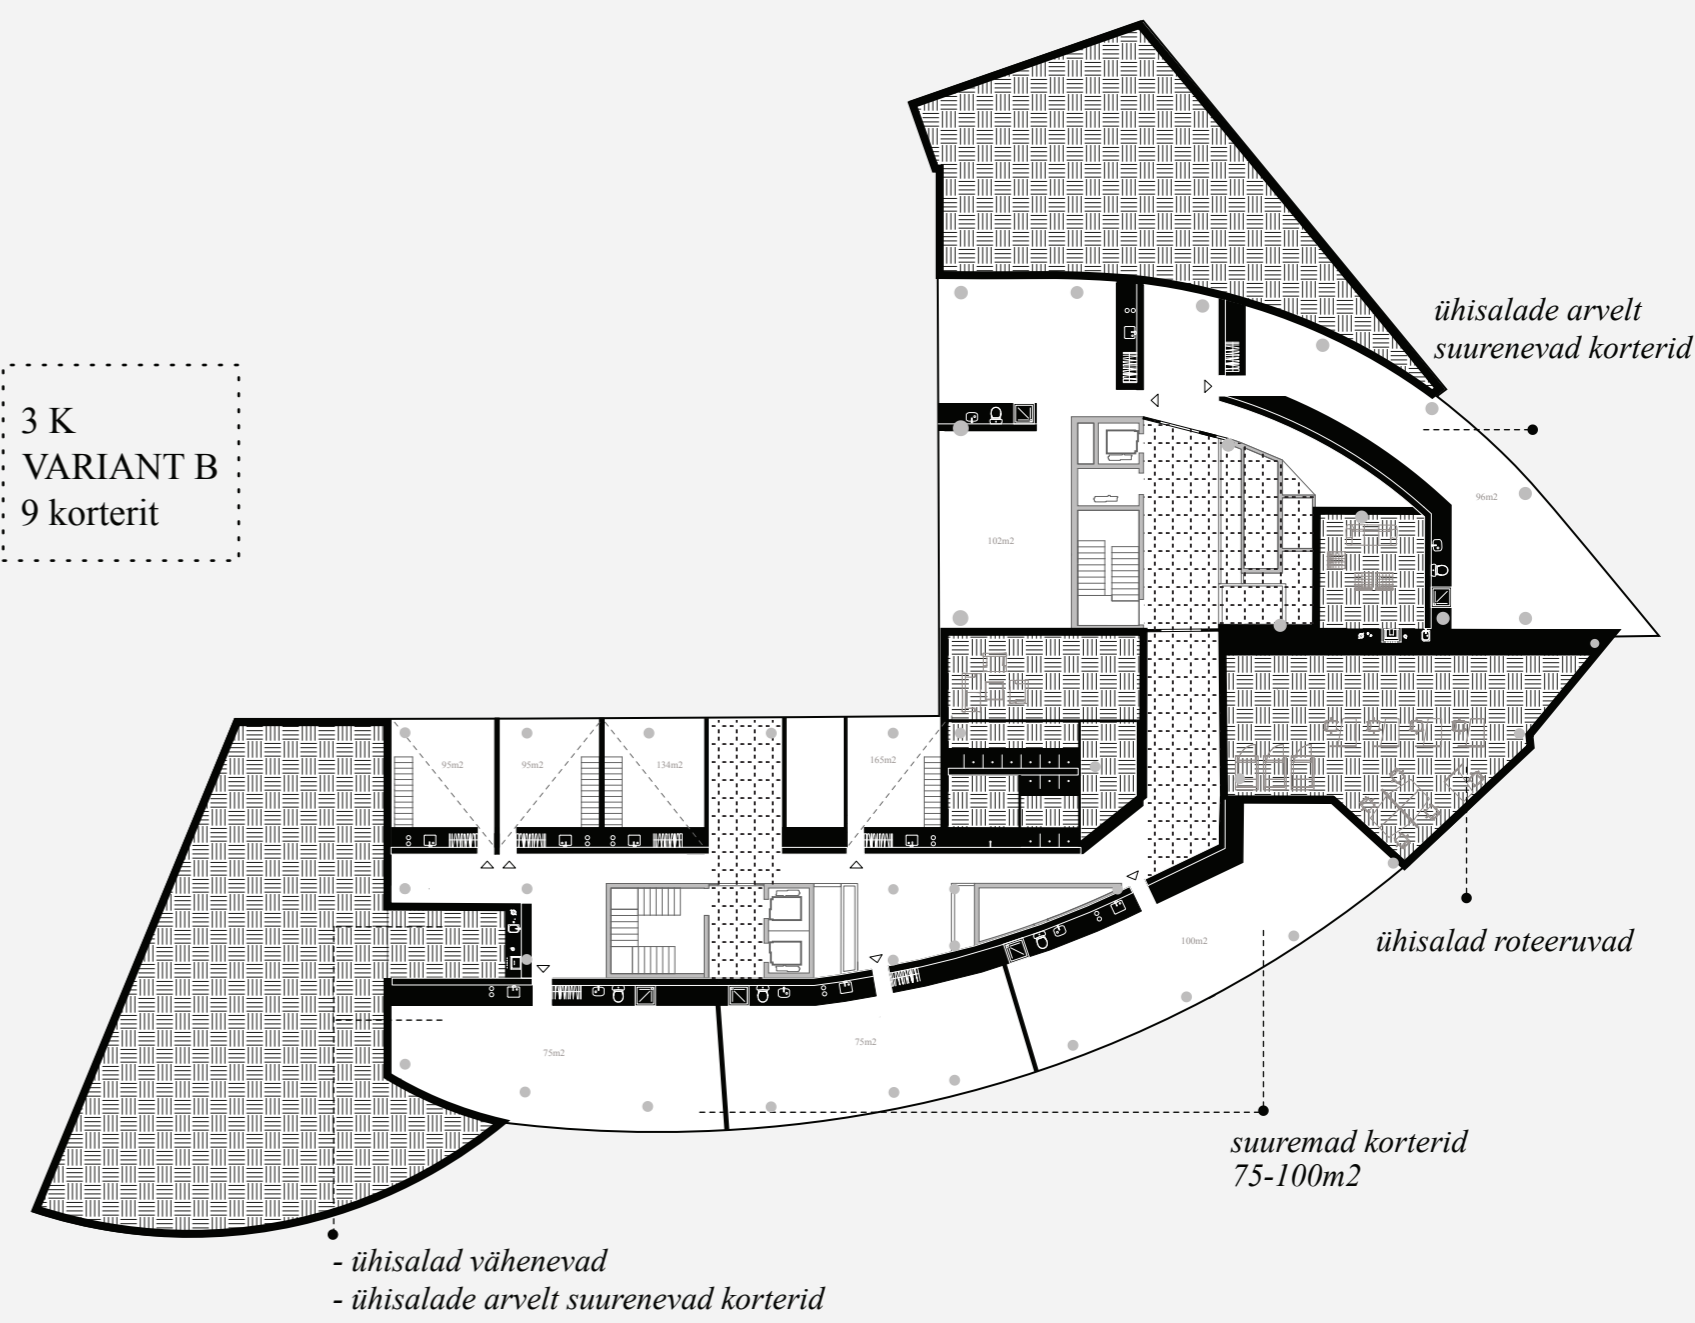 ühisalade arvelt
suurenevad korterid
3 K
VARIANT B
9 korterit
96m2
102m2
95m2
95m2
134m2
165m2
ühisalad roteeruvad
100m2
75m2
75m2
suuremad korterid
75-100m2
- ühisalad vähenevad
- ühisalade arvelt suurenevad korterid